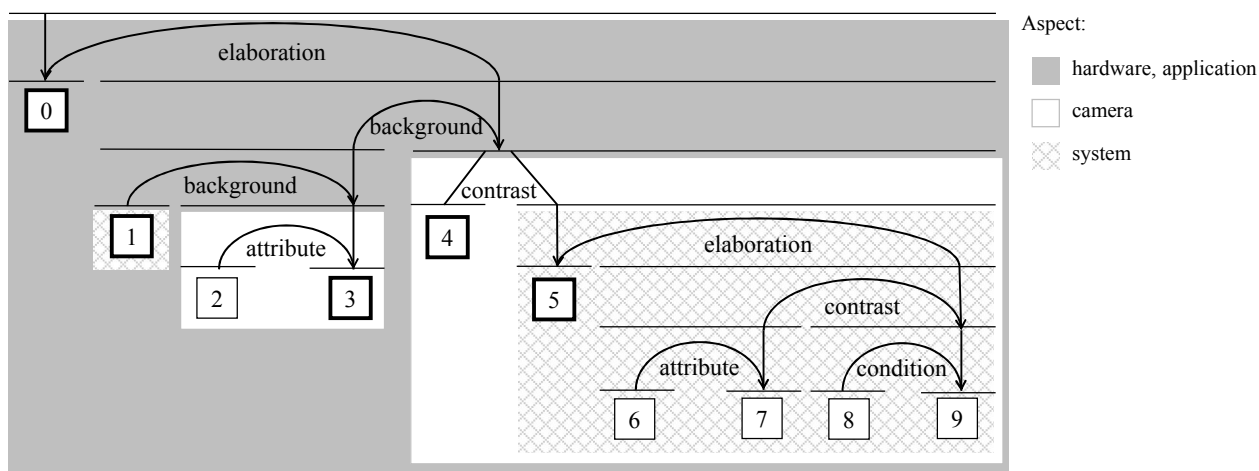 Aspect:
elaboration
hardware, application
0
camera
background
system
background
contrast
1
4
attribute
elaboration
2
3
5
contrast
attribute
condition
6
7
8
9